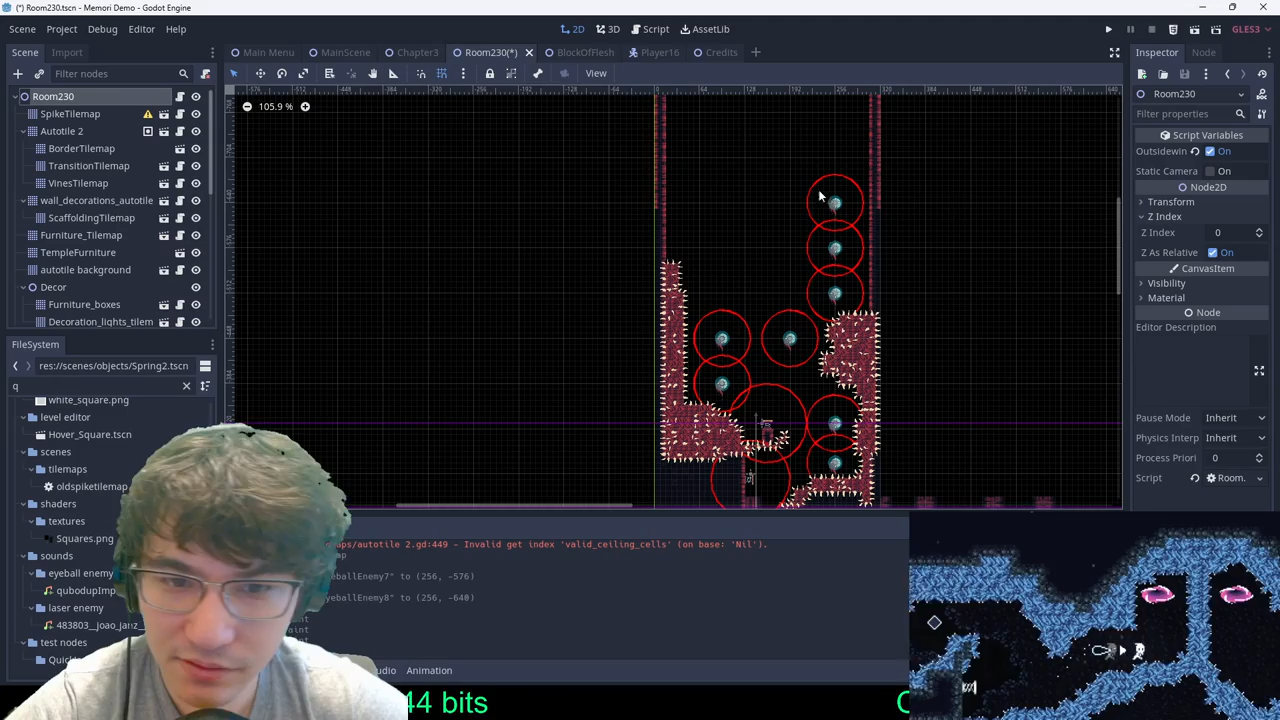 (*) Room230.tscn - Memori Demo - Godot Engine
Scene Project Debug Editor Help
2D 3D Script AssetLib
GLES3
Scene Import
Main Menu MainScene Chapter3 Room230(*) BlockOfFlesh Player16 Credits
Inspector Node
Filter nodes
View
Room230
SpikeTilemap
Autotile 2
BorderTilemap
TransitionTilemap
VinesTilemap
ScaffoldingTilemap
Furniture_Tilemap
TempleFurniture
autotile background
Decor
Furniture_boxes
Decoration_lights_tilem
105.9 %
Room230
Filter properties
Script Variables
Outsidewin On
Static Camera On
Node2D
Transform
Z Index
Z Index 0
Z As Relative On
CanvasItem
Visibility
Material
Node
Editor Description
Pause Mode Inherit
Physics Interp Inherit
Process Priori 0
Script Room.
FileSystem
res://scenes/objects/Spring2.tscn
q
white_square.png
level editor
Hover_square.tscn
scenes
tilemaps
oldspiketilemap
shaders
textures
Squares.png
sounds
eyeball enemy
qubodupImp
laser enemy
483803__joao_janz_
test nodes
Quick
aps/autotile 2.gd:449 - Invalid get index 'valid_ceiling_cells' (on base: 'Nil').
eballEnemy7" to (256, -576)
eballEnemy8" to (256, -640)
Animation
44 bits